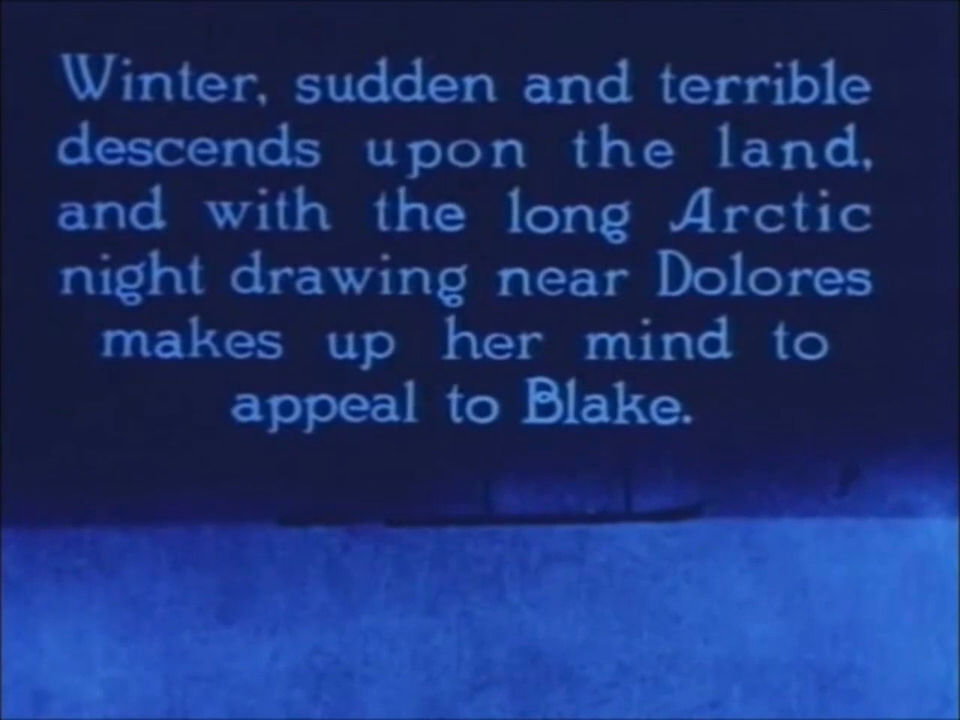 Winter, sudden and terrible
descends upon the land,
and with the long Arctic
night drawing near Dolores
makes up her mind to
appeal to Blake.